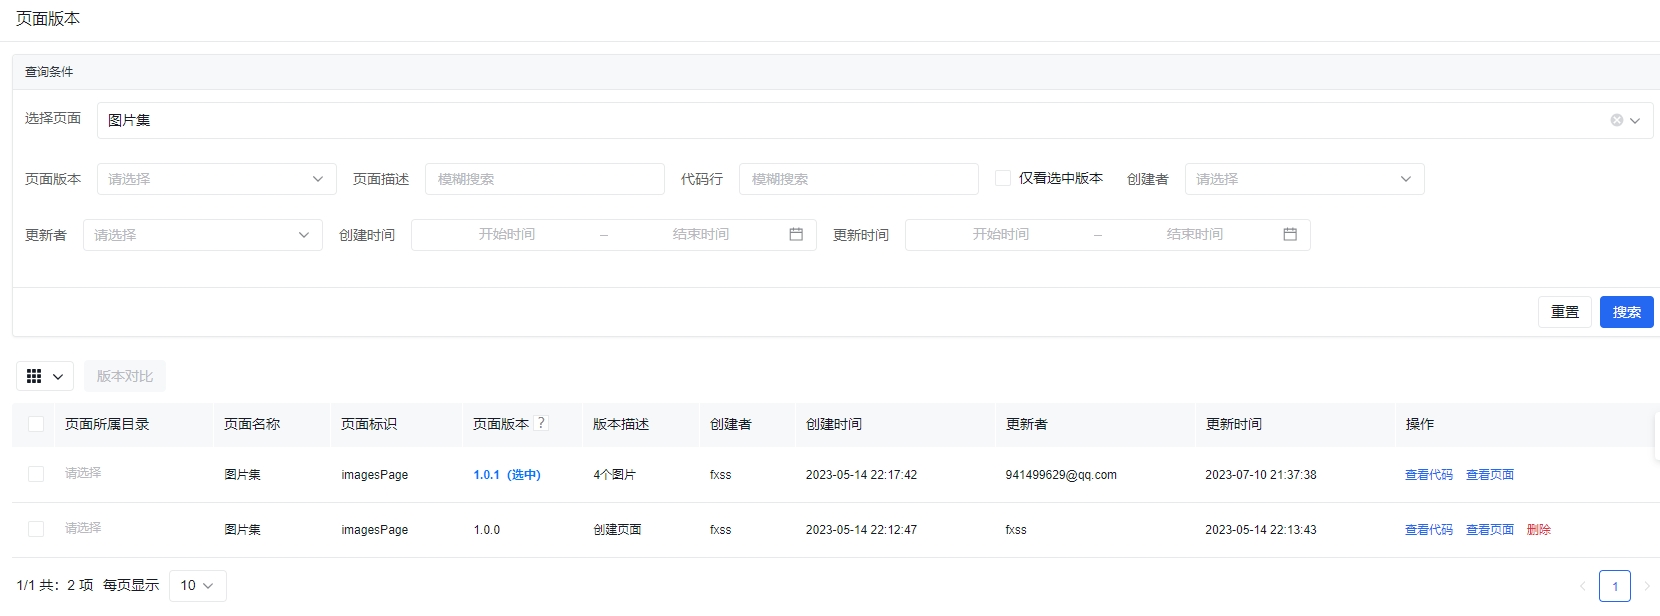 页面版本
查询条件
选择页面 图片集
页面版本 请选择 页面描述 模糊搜索 代码行 模糊搜索 仅看选中版本 创建者 请选择
更新者 请选择 创建时间 开始时间 – 结束时间 更新时间 开始时间 – 结束时间
重置 搜索
版本对比
页面所属目录 页面名称 页面标识 页面版本 ? 版本描述 创建者 创建时间 更新者 更新时间 操作
请选择 图片集 imagesPage 1.0.1（选中） 4个图片 fxss 2023-05-14 22:17:42 941499629@qq.com 2023-07-10 21:37:38 查看代码 查看页面
请选择 图片集 imagesPage 1.0.0 创建页面 fxss 2023-05-14 22:12:47 fxss 2023-05-14 22:13:43 查看代码 查看页面 删除
1/1 共：2 项 每页显示 10 1